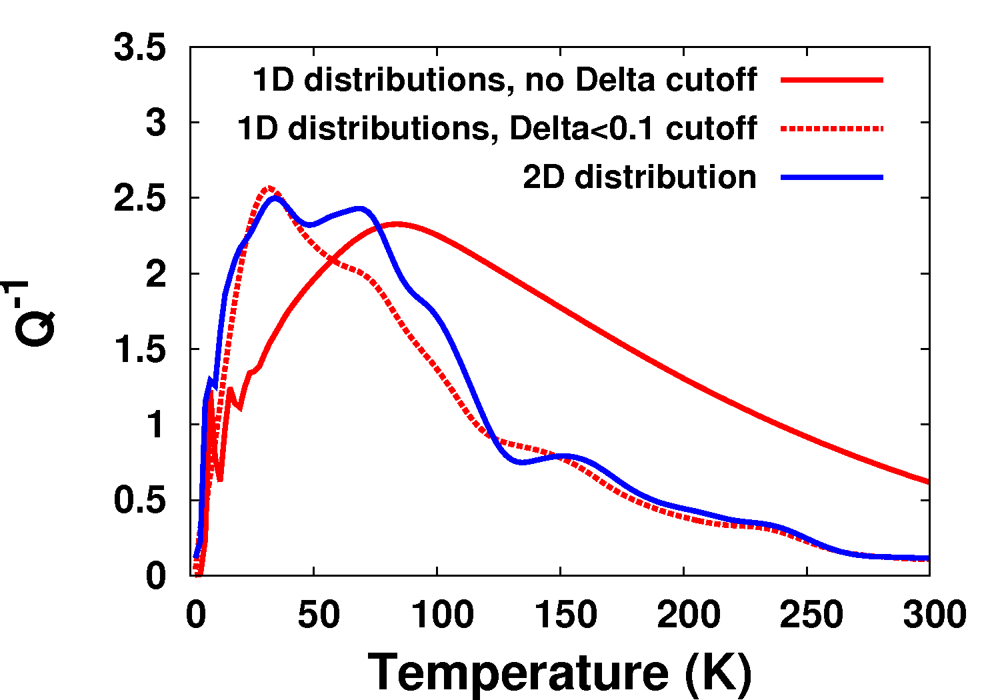 3.5
3
2.5
2
1.5
1
0.5
0
Q-1
1D distributions, no Delta cutoff
1D distributions, Delta<0.1 cutoff
2D distribution
0 50 100 150 200 250 300
Temperature (K)